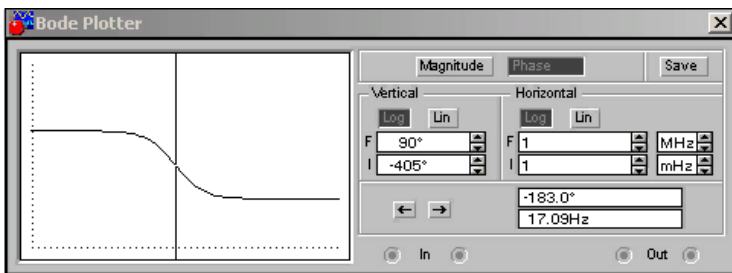 Bode Plotter
Magnitude Phase Save
Vertical Horizontal
Log Lin Log Lin
F 90° F 1 MHz
I -405° I 1 mHz
-183.0°
17.09Hz
In Out